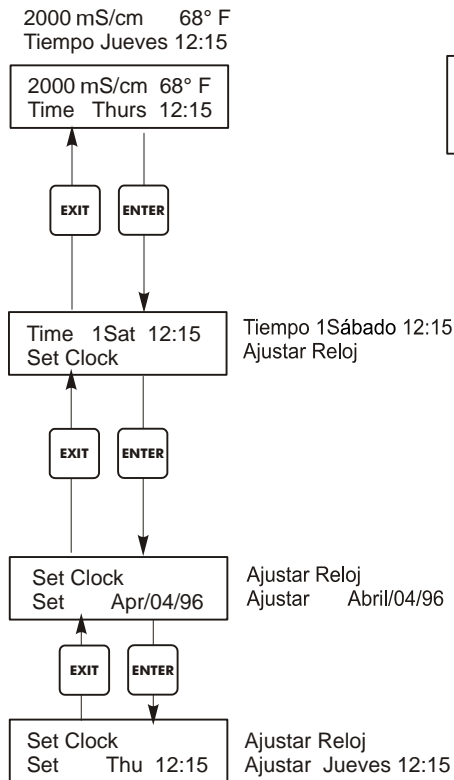 2000 mS/cm 68° F
Tiempo Jueves 12:15
2000 mS/cm 68° F
Time Thurs 12:15
EXIT ENTER
Time 1Sat 12:15 Tiempo 1Sábado 12:15
Set Clock Ajustar Reloj
EXIT ENTER
Set Clock Ajustar Reloj
Set Apr/04/96 Ajustar Abril/04/96
EXIT ENTER
Set Clock Ajustar Reloj
Set Thu 12:15 Ajustar Jueves 12:15